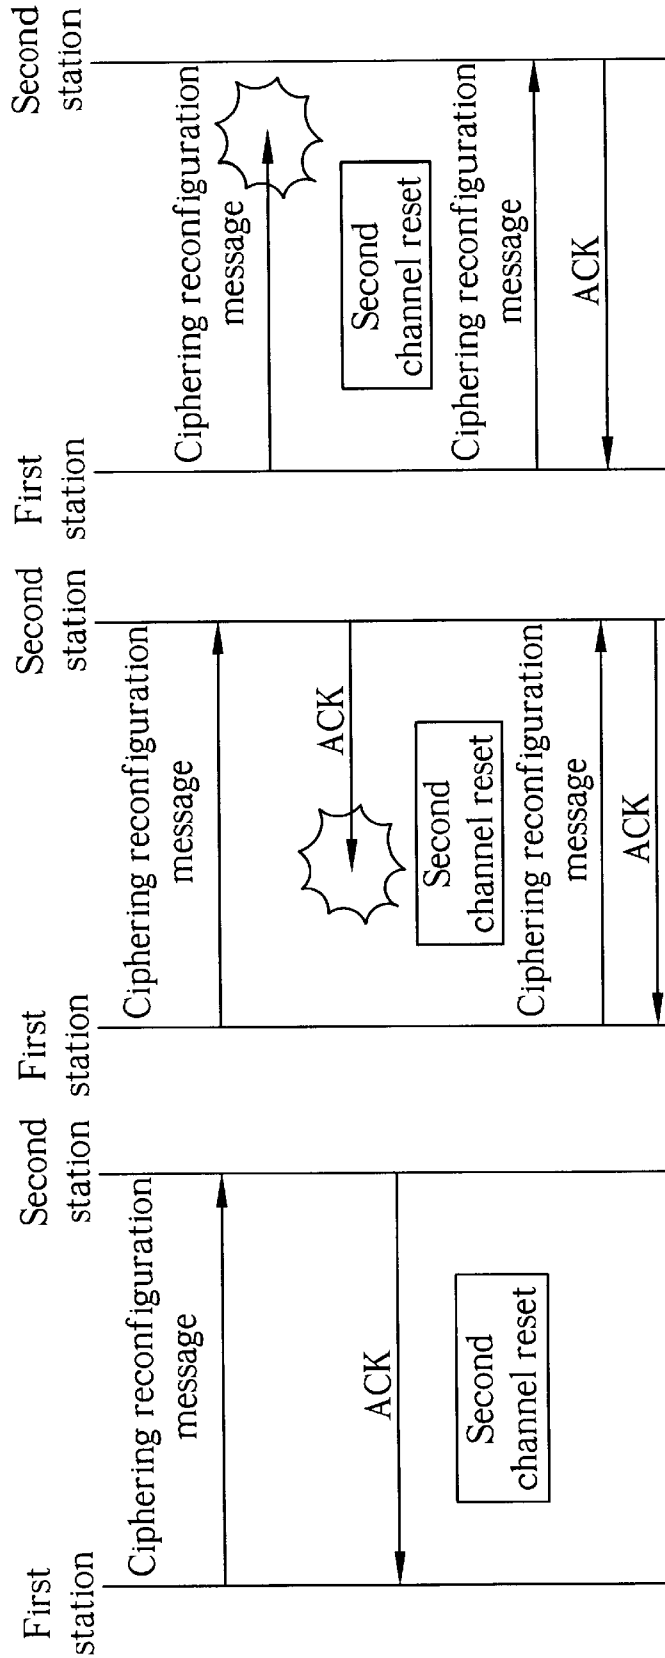 First
station
Second
station
Ciphering reconfiguration
message
ACK
Second
channel reset
First
station
Second
station
Ciphering reconfiguration
message
ACK
Second
channel reset
Ciphering reconfiguration
message
ACK
First
station
Second
station
Ciphering reconfiguration
message
Second
channel reset
Ciphering reconfiguration
message
ACK